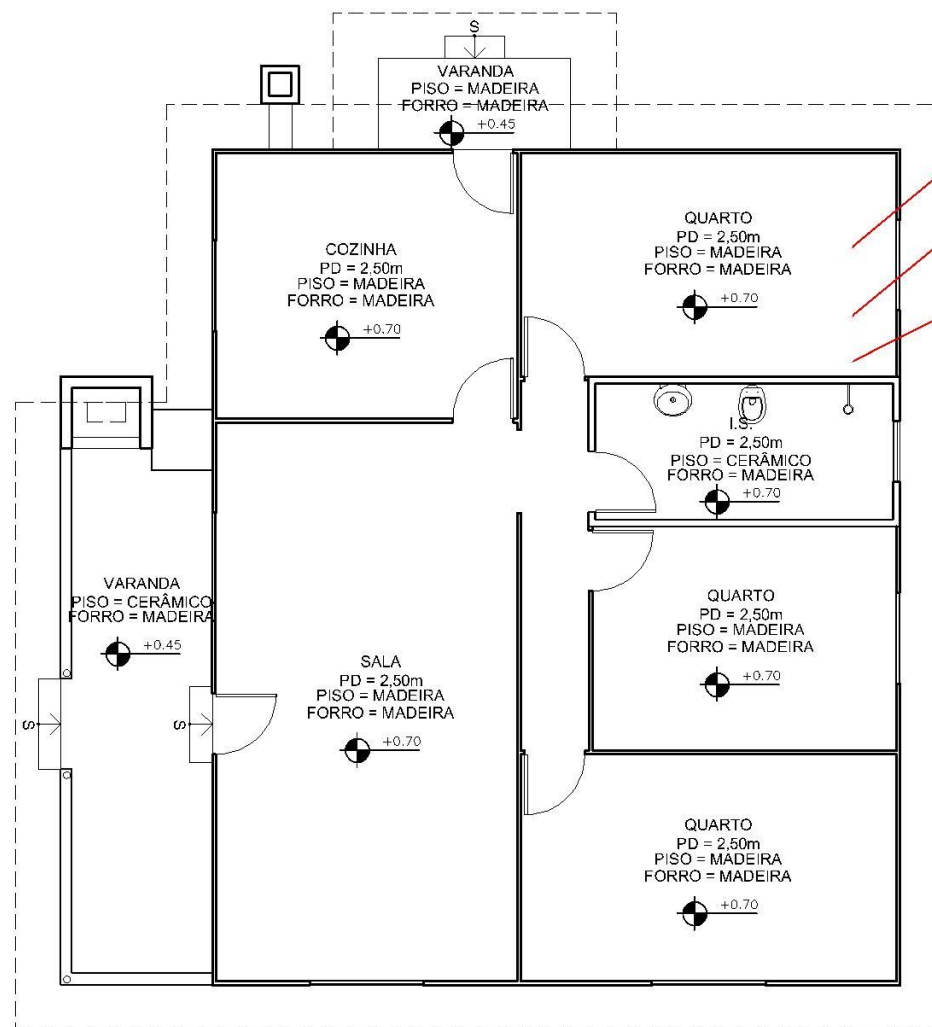 S
VARANDA
PISO = MADEIRA
FORRO = MADEIRA
+0.45
COZINHA
PD = 2,50m
PISO = MADEIRA
FORRO = MADEIRA
+0.70
QUARTO
PD = 2,50m
PISO = MADEIRA
FORRO = MADEIRA
+0.70
I.S.
PD = 2,50m
PISO = CERÂMICO
FORRO = MADEIRA
+0.70
VARANDA
PISO = CERÂMICO
FORRO = MADEIRA
+0.45
S
S
SALA
PD = 2,50m
PISO = MADEIRA
FORRO = MADEIRA
+0.70
QUARTO
PD = 2,50m
PISO = MADEIRA
FORRO = MADEIRA
+0.70
QUARTO
PD = 2,50m
PISO = MADEIRA
FORRO = MADEIRA
+0.70